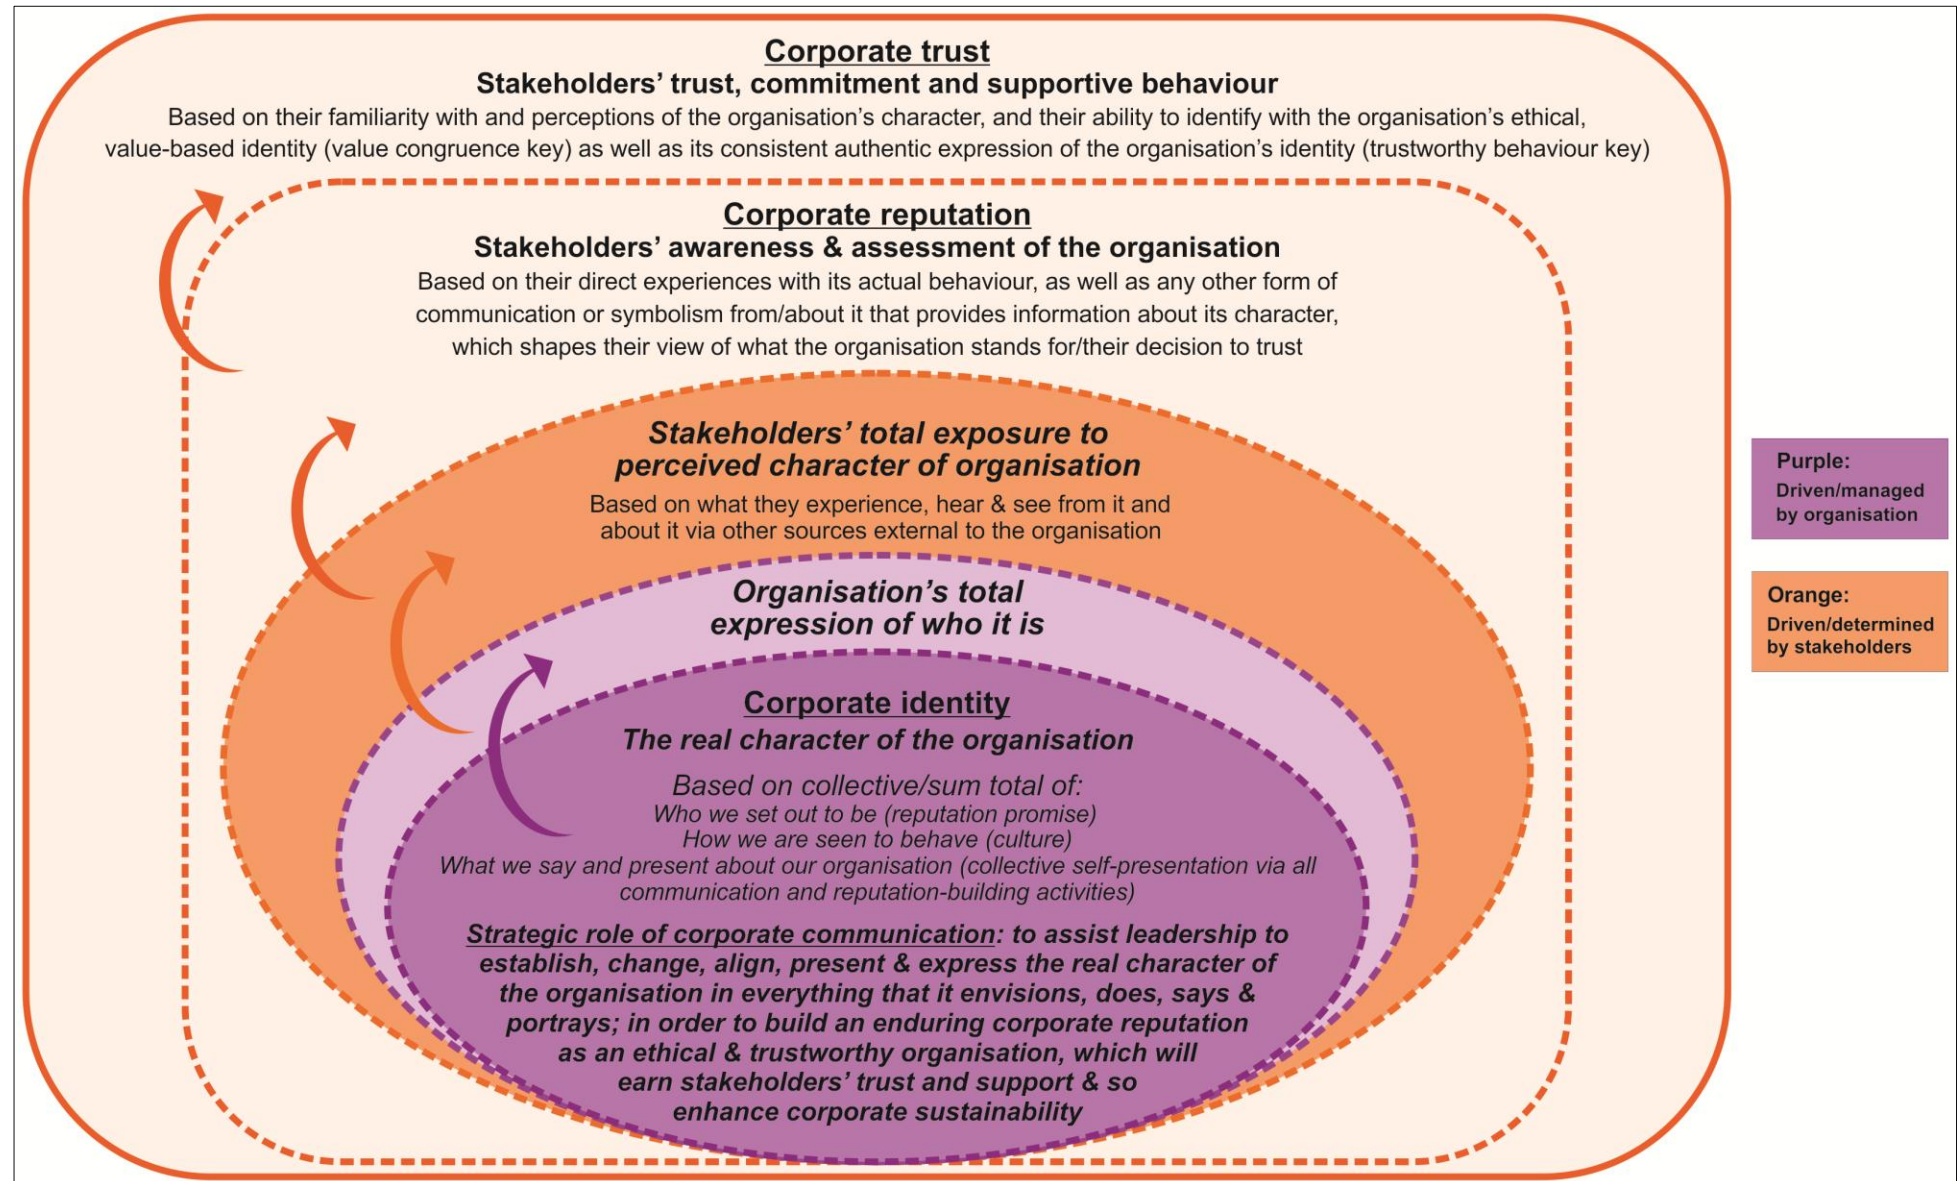 Corporate trust
Stakeholders’ trust, commitment and supportive behaviour
Based on their familiarity with and perceptions of the organisation’s character, and their ability to identify with the organisation’s ethical,
value-based identity (value congruence key) as well as its consistent authentic expression of the organisation’s identity (trustworthy behaviour key)
Corporate reputation
Stakeholders’ awareness & assessment of the organisation
Based on their direct experiences with its actual behaviour, as well as any other form of
communication or symbolism from/about it that provides information about its character,
which shapes their view of what the organisation stands for/their decision to trust
Stakeholders’ total exposure to
perceived character of organisation
Based on what they experience, hear & see from it and
about it via other sources external to the organisation
Organisation’s total
expression of who it is
Corporate identity
The real character of the organisation
Based on collective/sum total of:
Who we set out to be (reputation promise)
How we are seen to behave (culture)
What we say and present about our organisation (collective self-presentation via all
communication and reputation-building activities)
Strategic role of corporate communication: to assist leadership to
establish, change, align, present & express the real character of
the organisation in everything that it envisions, does, says &
portrays; in order to build an enduring corporate reputation
as an ethical & trustworthy organisation, which will
earn stakeholders’ trust and support & so
enhance corporate sustainability
Purple:
Driven/managed
by organisation
Orange:
Driven/determined
by stakeholders